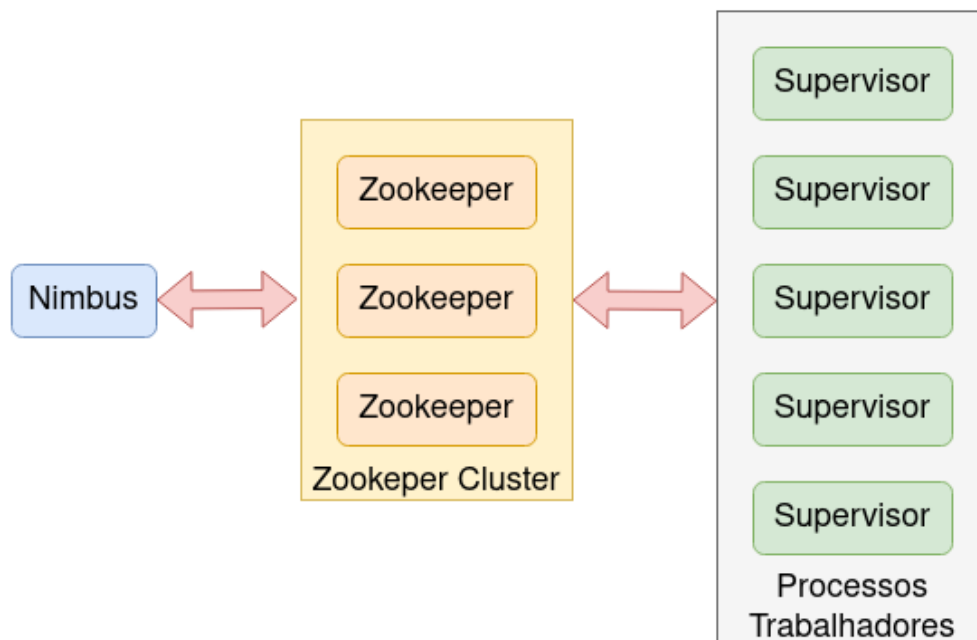 Nimbus
Zookeeper
Zookeeper
Zookeeper
Zookeper Cluster
Supervisor
Supervisor
Supervisor
Supervisor
Supervisor
Processos
Trabalhadores